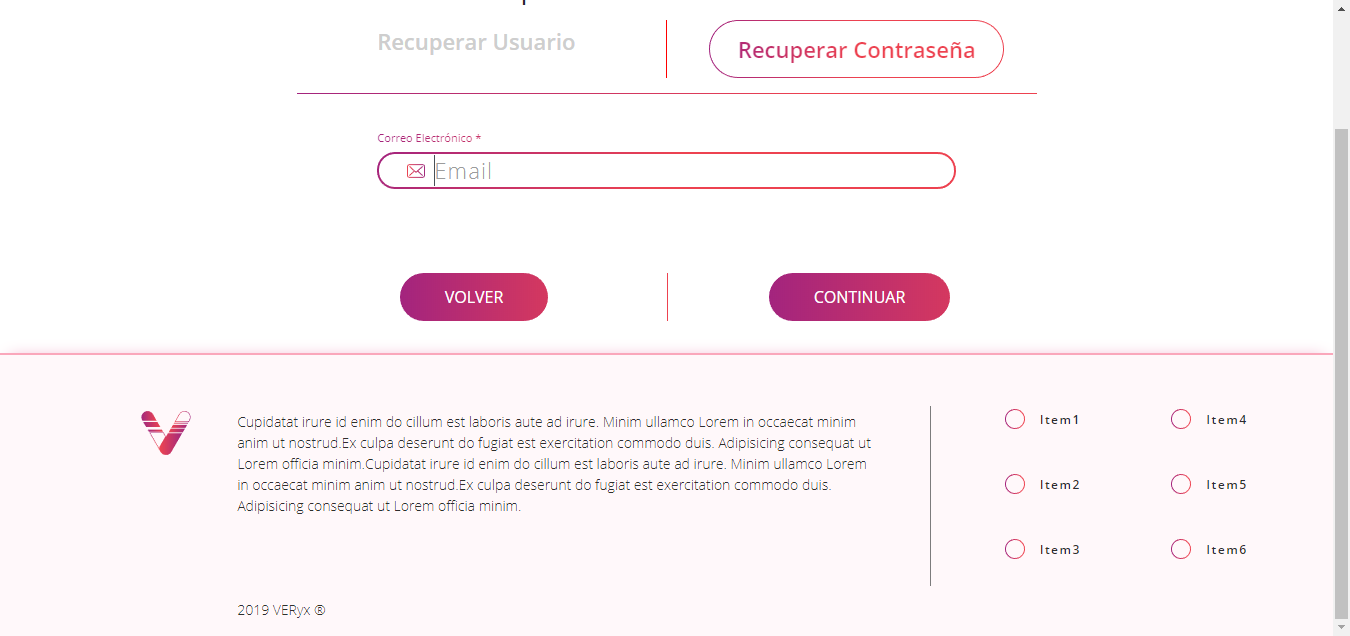 Recuperar Usuario
Recuperar Contraseña
Correo Electrónico *
Email
VOLVER
CONTINUAR
Cupidatat irure id enim do cillum est laboris aute ad irure. Minim ullamco Lorem in occaecat minim
anim ut nostrud.Ex culpa deserunt do fugiat est exercitation commodo duis. Adipisicing consequat ut
Lorem officia minim.Cupidatat irure id enim do cillum est laboris aute ad irure. Minim ullamco Lorem
in occaecat minim anim ut nostrud.Ex culpa deserunt do fugiat est exercitation commodo duis.
Adipisicing consequat ut Lorem officia minim.
2019 VERyx ®
Item1
Item4
Item2
Item5
Item3
Item6